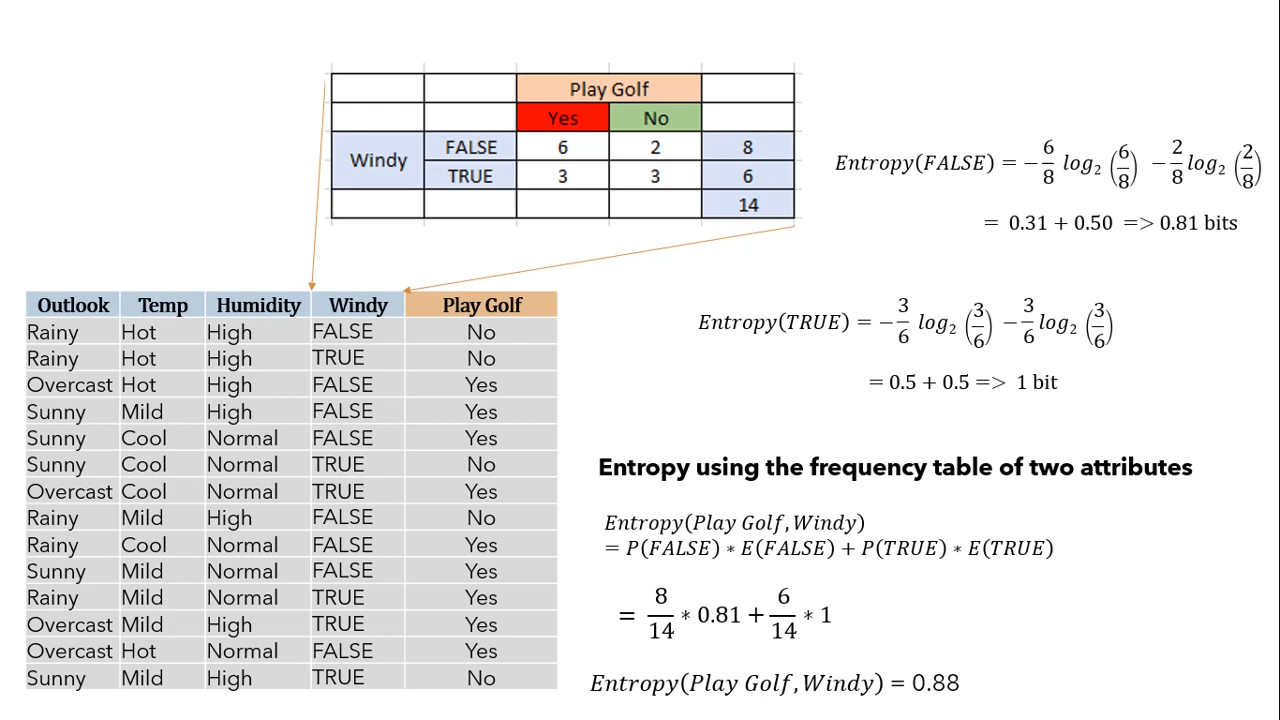 Play Golf
Yes No
Windy FALSE 6 2 8
TRUE 3 3 6
14
Entropy(FALSE) = −6/8 log₂ (6/8) −2/8 log₂ (2/8)
= 0.31 + 0.50 => 0.81 bits
Entropy(TRUE) = −3/6 log₂ (3/6) −3/6 log₂ (3/6)
= 0.5 + 0.5 => 1 bit
Outlook Temp Humidity Windy Play Golf
Rainy Hot High FALSE No
Rainy Hot High TRUE No
Overcast Hot High FALSE Yes
Sunny Mild High FALSE Yes
Sunny Cool Normal FALSE Yes
Sunny Cool Normal TRUE No
Overcast Cool Normal TRUE Yes
Rainy Mild High FALSE No
Rainy Cool Normal FALSE Yes
Sunny Mild Normal FALSE Yes
Rainy Mild Normal TRUE Yes
Overcast Mild High TRUE Yes
Overcast Hot Normal FALSE Yes
Sunny Mild High TRUE No
Entropy using the frequency table of two attributes
Entropy(Play Golf, Windy)
= P(FALSE) ∗ E(FALSE) + P(TRUE) ∗ E(TRUE)
= 8/14 ∗ 0.81 + 6/14 ∗ 1
Entropy(Play Golf, Windy) = 0.88